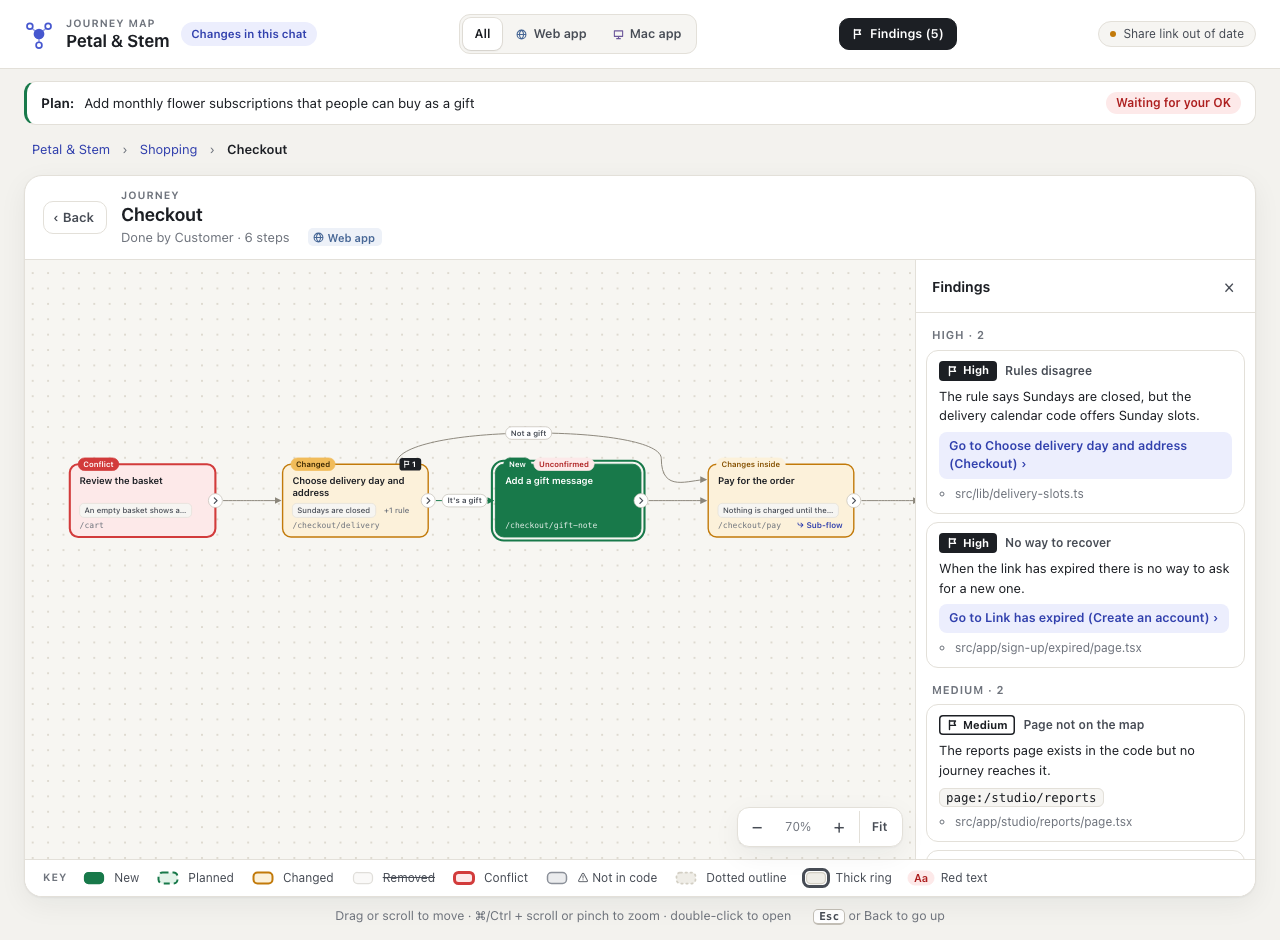 JOURNEY MAP
Petal & Stem
Changes in this chat
All
Web app
Mac app
Findings (5)
Share link out of date
Plan: Add monthly flower subscriptions that people can buy as a gift
Waiting for your OK
Petal & Stem › Shopping › Checkout
‹ Back
JOURNEY
Checkout
Done by Customer · 6 steps
Web app
Not a gift
Conflict
Review the basket
An empty basket shows a...
/cart
Changed
1
Choose delivery day and
address
Sundays are closed
+1 rule
/checkout/delivery
It's a gift
New
Unconfirmed
Add a gift message
/checkout/gift-note
Changes inside
Pay for the order
Nothing is charged until the...
/checkout/pay
Sub-flow
70%
Fit
Findings
HIGH · 2
High
Rules disagree
The rule says Sundays are closed, but the
delivery calendar code offers Sunday slots.
Go to Choose delivery day and address
(Checkout) ›
src/lib/delivery-slots.ts
High
No way to recover
When the link has expired there is no way to ask
for a new one.
Go to Link has expired (Create an account) ›
src/app/sign-up/expired/page.tsx
MEDIUM · 2
Medium
Page not on the map
The reports page exists in the code but no
journey reaches it.
page:/studio/reports
src/app/studio/reports/page.tsx
KEY
New
Planned
Changed
Removed
Conflict
⚠ Not in code
Dotted outline
Thick ring
Aa
Red text
Drag or scroll to move · ⌘/Ctrl + scroll or pinch to zoom · double-click to open
Esc or Back to go up